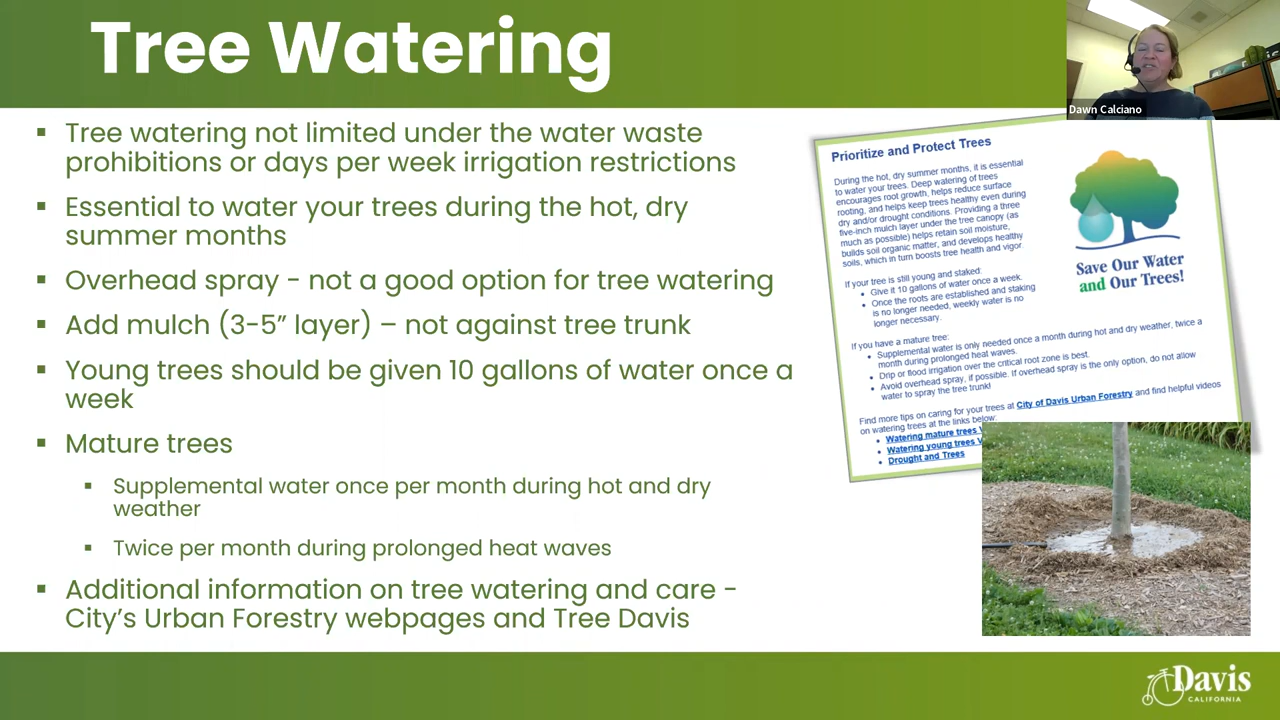 Tree Watering
Dawn Calciano
▪ Tree watering not limited under the water waste
prohibitions or days per week irrigation restrictions
▪ Essential to water your trees during the hot, dry
summer months
▪ Overhead spray - not a good option for tree watering
▪ Add mulch (3-5” layer) – not against tree trunk
▪ Young trees should be given 10 gallons of water once a
week
▪ Mature trees
▪ Supplemental water once per month during hot and dry
weather
▪ Twice per month during prolonged heat waves
▪ Additional information on tree watering and care -
City’s Urban Forestry webpages and Tree Davis
Prioritize and Protect Trees
During the hot, dry summer months, it is essential
to water your trees. Deep watering of trees
encourages root growth, helps reduce surface
rooting, and helps keep trees healthy even during
dry and/or drought conditions. Providing a three
five-inch mulch layer under the tree canopy (as
much as possible) helps retain soil moisture,
builds soil organic matter, and develops healthy
soils, which in turn boosts tree health and vigor.
If your tree is still young and staked:
• Give it 10 gallons of water once a week.
• Once the roots are established and staking
is no longer needed, weekly water is no
longer necessary.
If you have a mature tree:
• Supplemental water is only needed once a month during hot and dry weather, twice a
month during prolonged heat waves.
• Drip or flood irrigation over the critical root zone is best.
• Avoid overhead spray, if possible. If overhead spray is the only option, do not allow
water to spray the tree trunk!
Find more tips on caring for your trees at City of Davis Urban Forestry and find helpful videos
on watering trees at the links below:
• Watering mature trees
• Watering young trees
• Drought and Trees
Save Our Water
and Our Trees!
Davis
CALIFORNIA